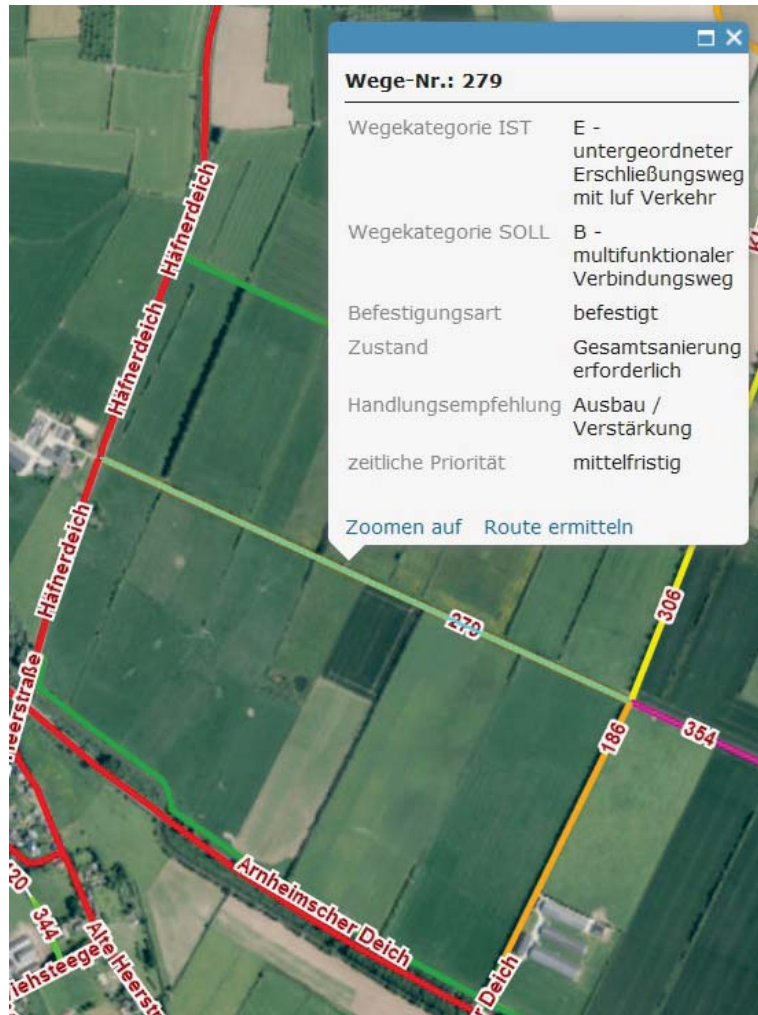 Wege-Nr.: 279
Wegekategorie IST
E -
untergeordneter
Erschließungsweg
mit luf Verkehr
Wegekategorie SOLL
B -
multifunktionaler
Verbindungsweg
Befestigungsart
befestigt
Zustand
Gesamtsanierung
erforderlich
Handlungsempfehlung
Ausbau /
Verstärkung
zeitliche Priorität
mittelfristig
Zoomen auf Route ermitteln
Häfnerdeich
Häfnerdeich
Häfnerdeich
279
306
186
354
Arnheimscher Deich
344
Deich